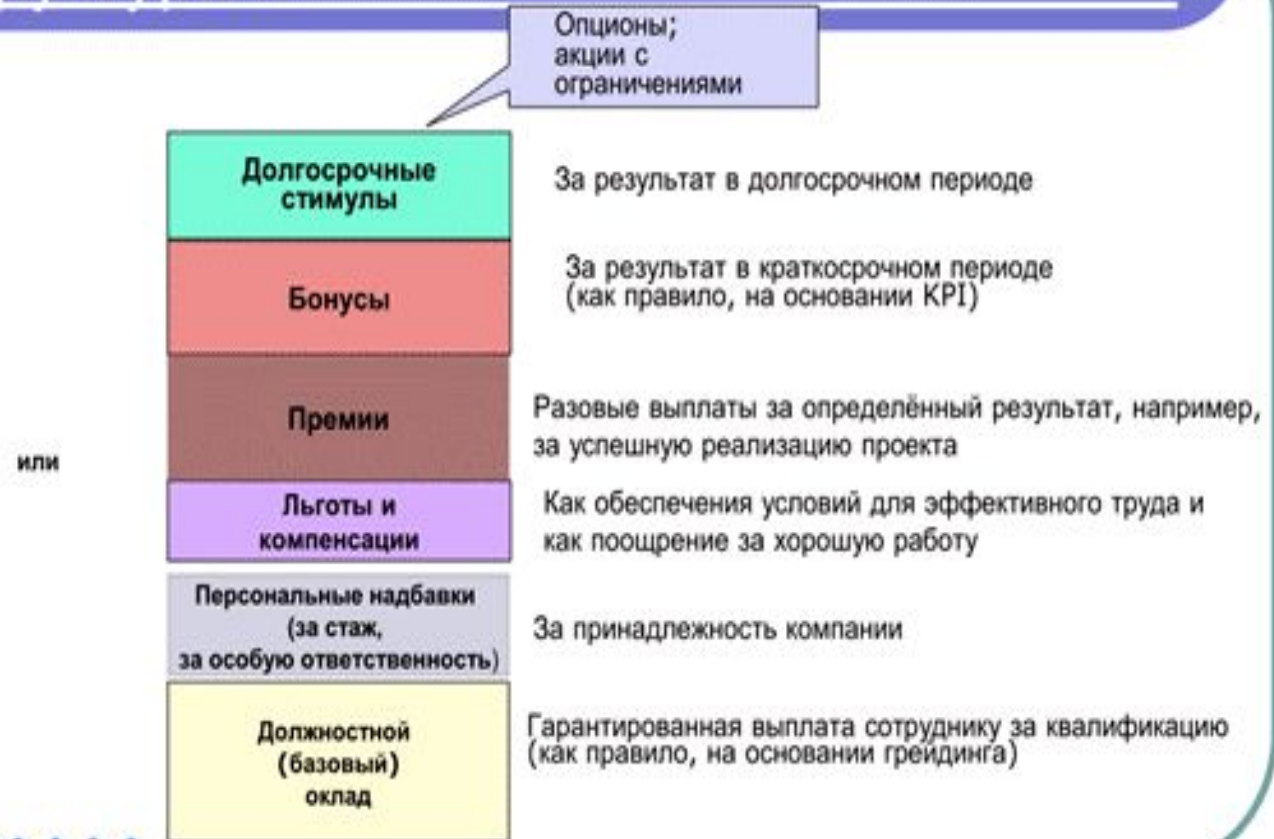 Опционы;
акции с
ограничениями
Долгосрочные
стимулы
За результат в долгосрочном периоде
Бонусы
За результат в краткосрочном периоде
(как правило, на основании KPI)
Премии
Разовые выплаты за определённый результат, например,
за успешную реализацию проекта
или
Льготы и
компенсации
Как обеспечения условий для эффективного труда и
как поощрение за хорошую работу
Персональные надбавки
(за стаж,
за особую ответственность)
За принадлежность компании
Должностной
(базовый)
оклад
Гарантированная выплата сотруднику за квалификацию
(как правило, на основании грейдинга)